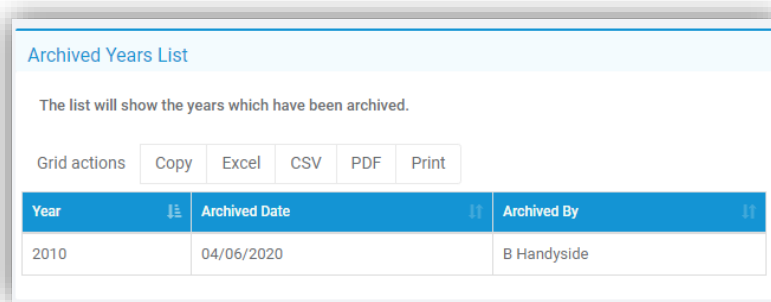 Archived Years List
The list will show the years which have been archived.
Grid actions Copy Excel CSV PDF Print
Year Archived Date Archived By
2010 04/06/2020 B Handyside